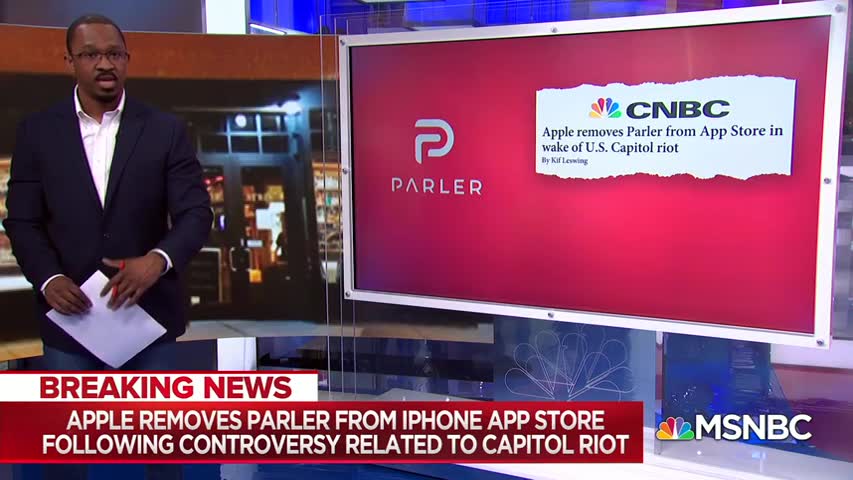 PARLER
CNBC
Apple removes Parler from App Store in
wake of U.S. Capitol riot
By Kif Leswing
BREAKING NEWS
APPLE REMOVES PARLER FROM IPHONE APP STORE
FOLLOWING CONTROVERSY RELATED TO CAPITOL RIOT
MSNBC